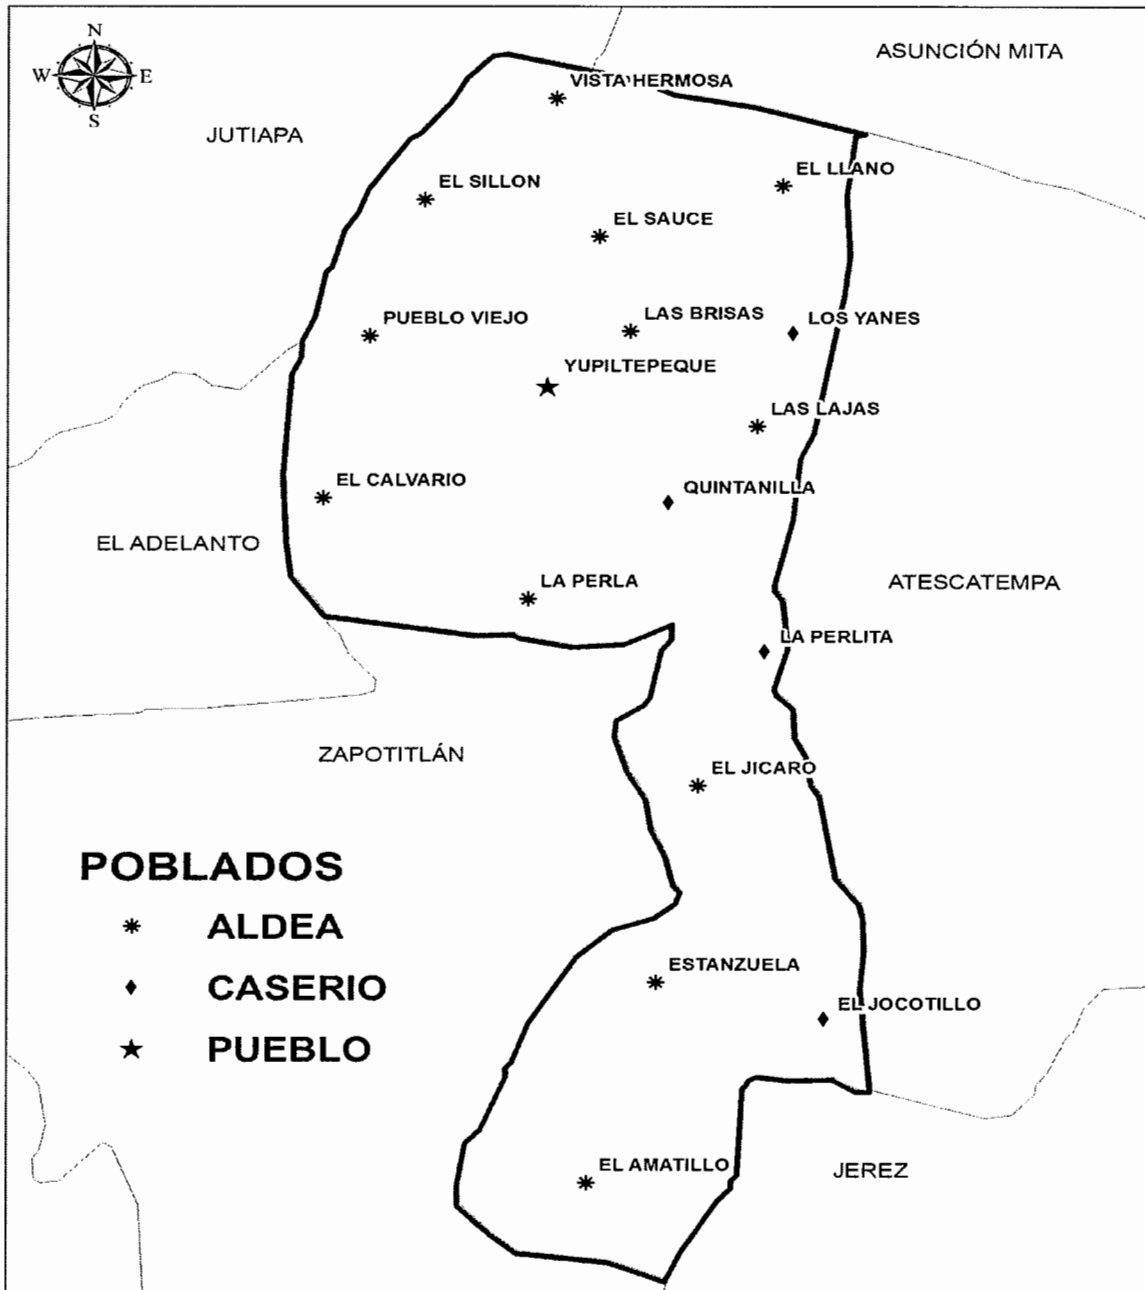 N
ASUNCIÓN MITA
W E
VISTA HERMOSA
S
JUTIAPA
EL LLANO
EL SILLON
EL SAUCE
PUEBLO VIEJO
LAS BRISAS
LOS YANES
YUPILTEPEQUE
LAS LAJAS
EL CALVARIO
QUINTANILLA
EL ADELANTO
LA PERLA
ATESCATEMPA
LA PERLITA
ZAPOTITLÁN
EL JICARO
POBLADOS
ALDEA
CASERIO
PUEBLO
ESTANZUELA
EL JOCOTILLO
EL AMATILLO
JEREZ